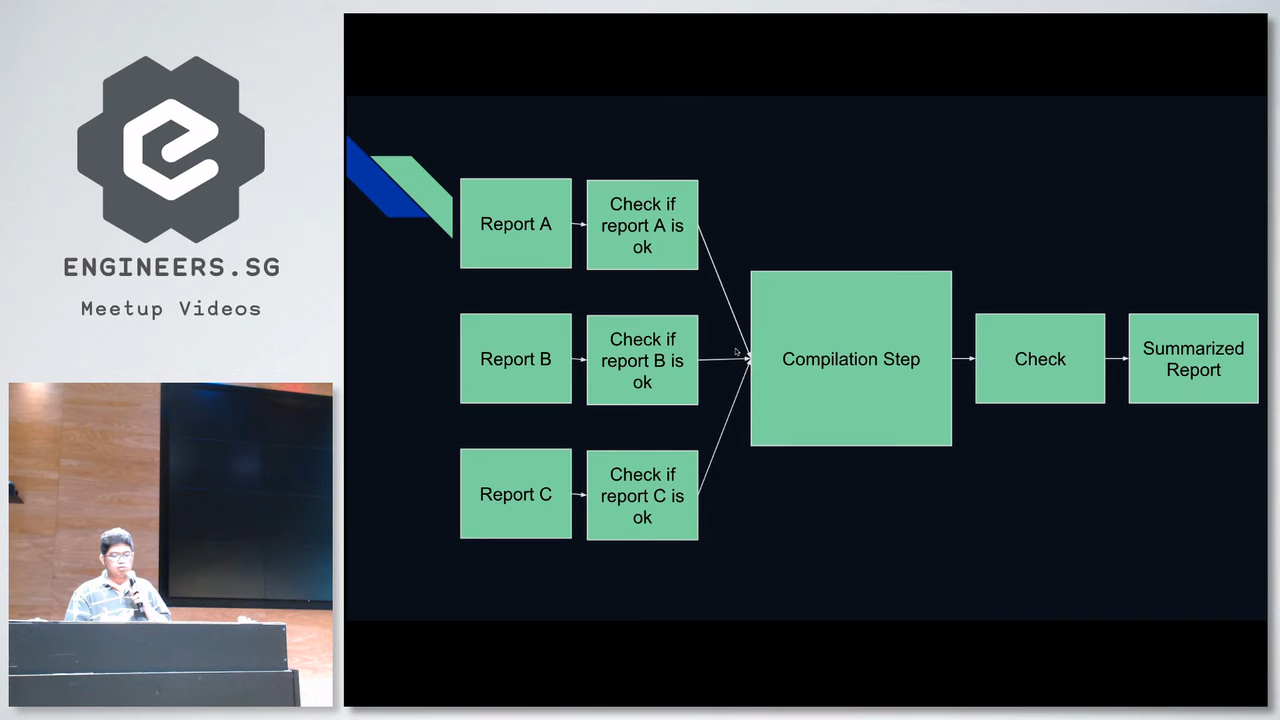 ENGINEERS.SG
Meetup Videos
Report A
Check if
report A is
ok
Report B
Check if
report B is
ok
Report C
Check if
report C is
ok
Compilation Step
Check
Summarized
Report